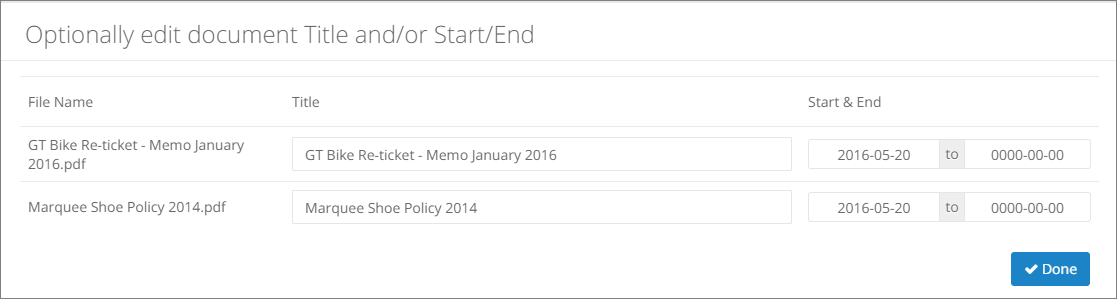 Optionally edit document Title and/or Start/End
File Name Title Start & End
GT Bike Re-ticket - Memo January
2016.pdf
GT Bike Re-ticket - Memo January 2016 2016-05-20 to 0000-00-00
Marquee Shoe Policy 2014.pdf Marquee Shoe Policy 2014 2016-05-20 to 0000-00-00
Done